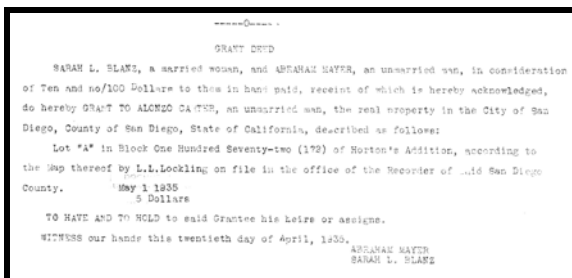 -----0-----
GRANT DEED
SARAH L. BLANZ, a married woman, and ABRAHAM MAYER, an unmarried man, in consideration
of Ten and no/100 Dollars to them in hand paid, receipt of which is hereby acknowledged,
do hereby GRANT TO ALONZO CARTER, an unmarried man, the real property in the City of San
Diego, County of San Diego, State of California, described as follows:
Lot "A" in Block One Hundred Seventy-two (172) of Horton's Addition, according to
the Map thereof by L.L.Lockling on file in the office of the Recorder of said San Diego
County. May 1 1935
5 Dollars
TO HAVE AND TO HOLD to said Grantee his heirs or assigns.
WITNESS our hands this twentieth day of April, 1935.
ABRAHAM MAYER
SARAH L. BLANZ